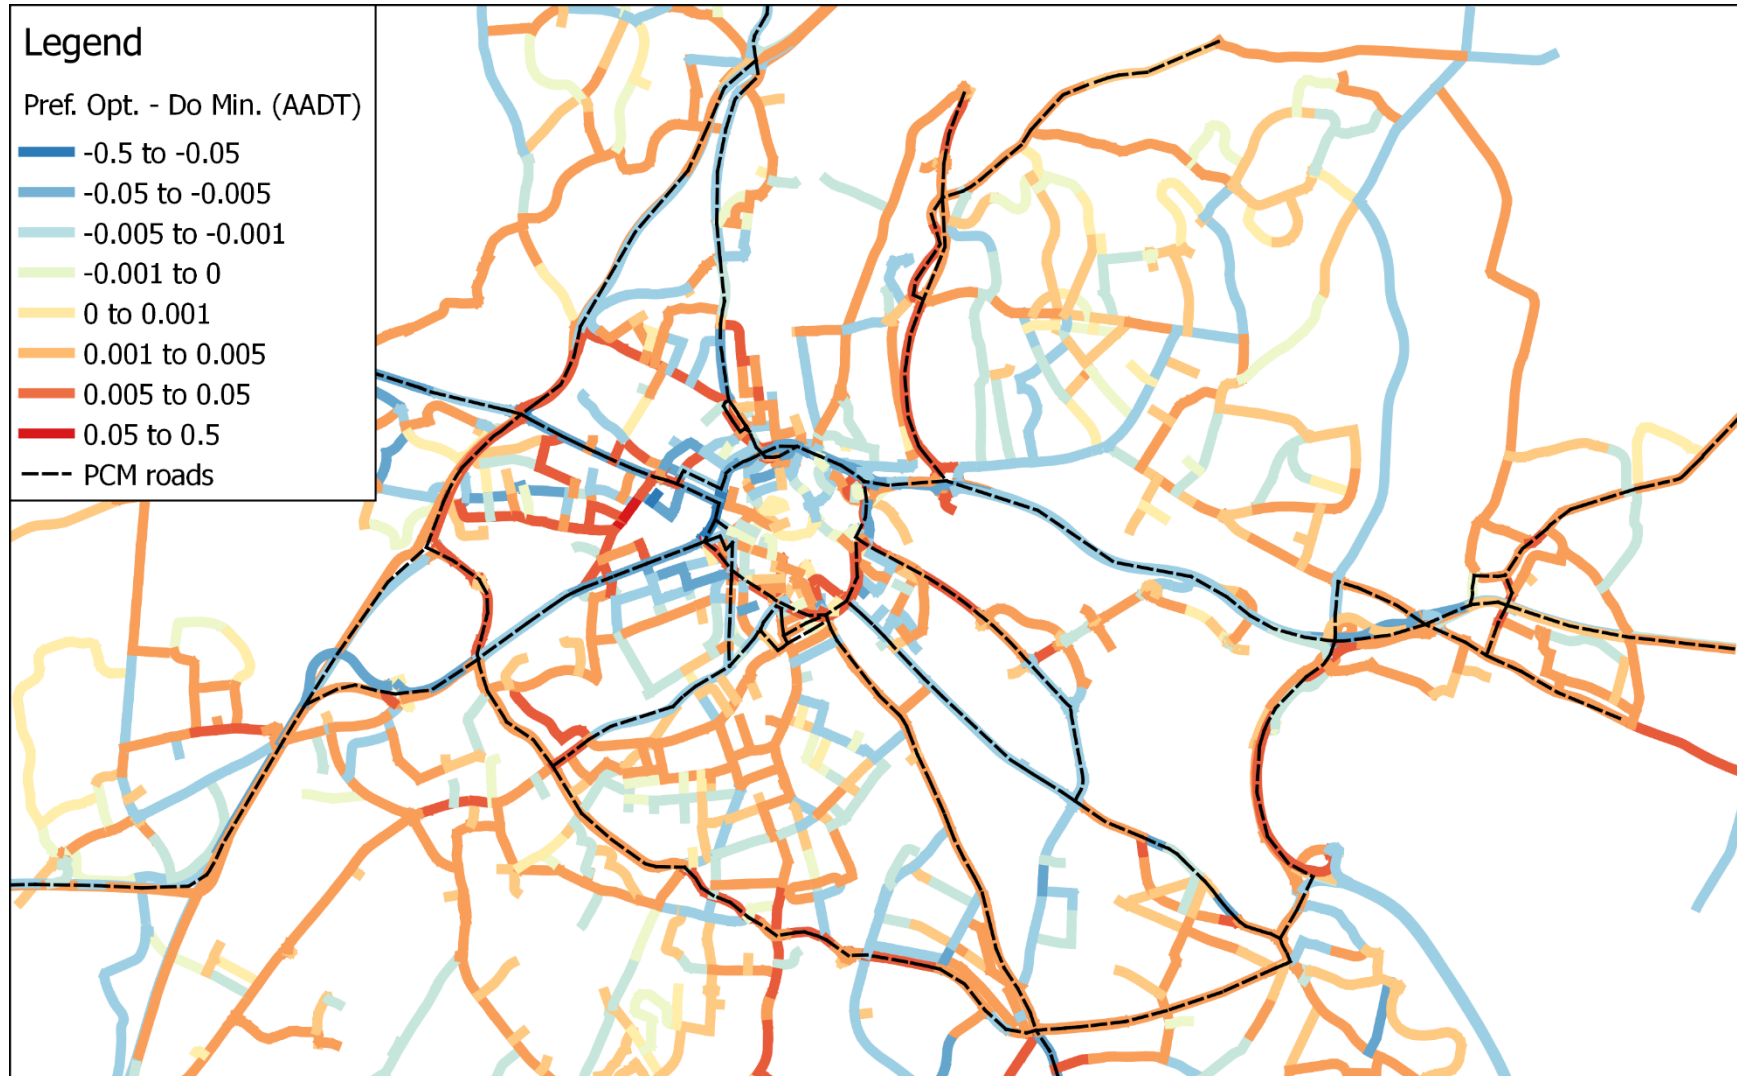 Legend
Pref. Opt. - Do Min. (AADT)
-0.5 to -0.05
-0.05 to -0.005
-0.005 to -0.001
-0.001 to 0
0 to 0.001
0.001 to 0.005
0.005 to 0.05
0.05 to 0.5
PCM roads